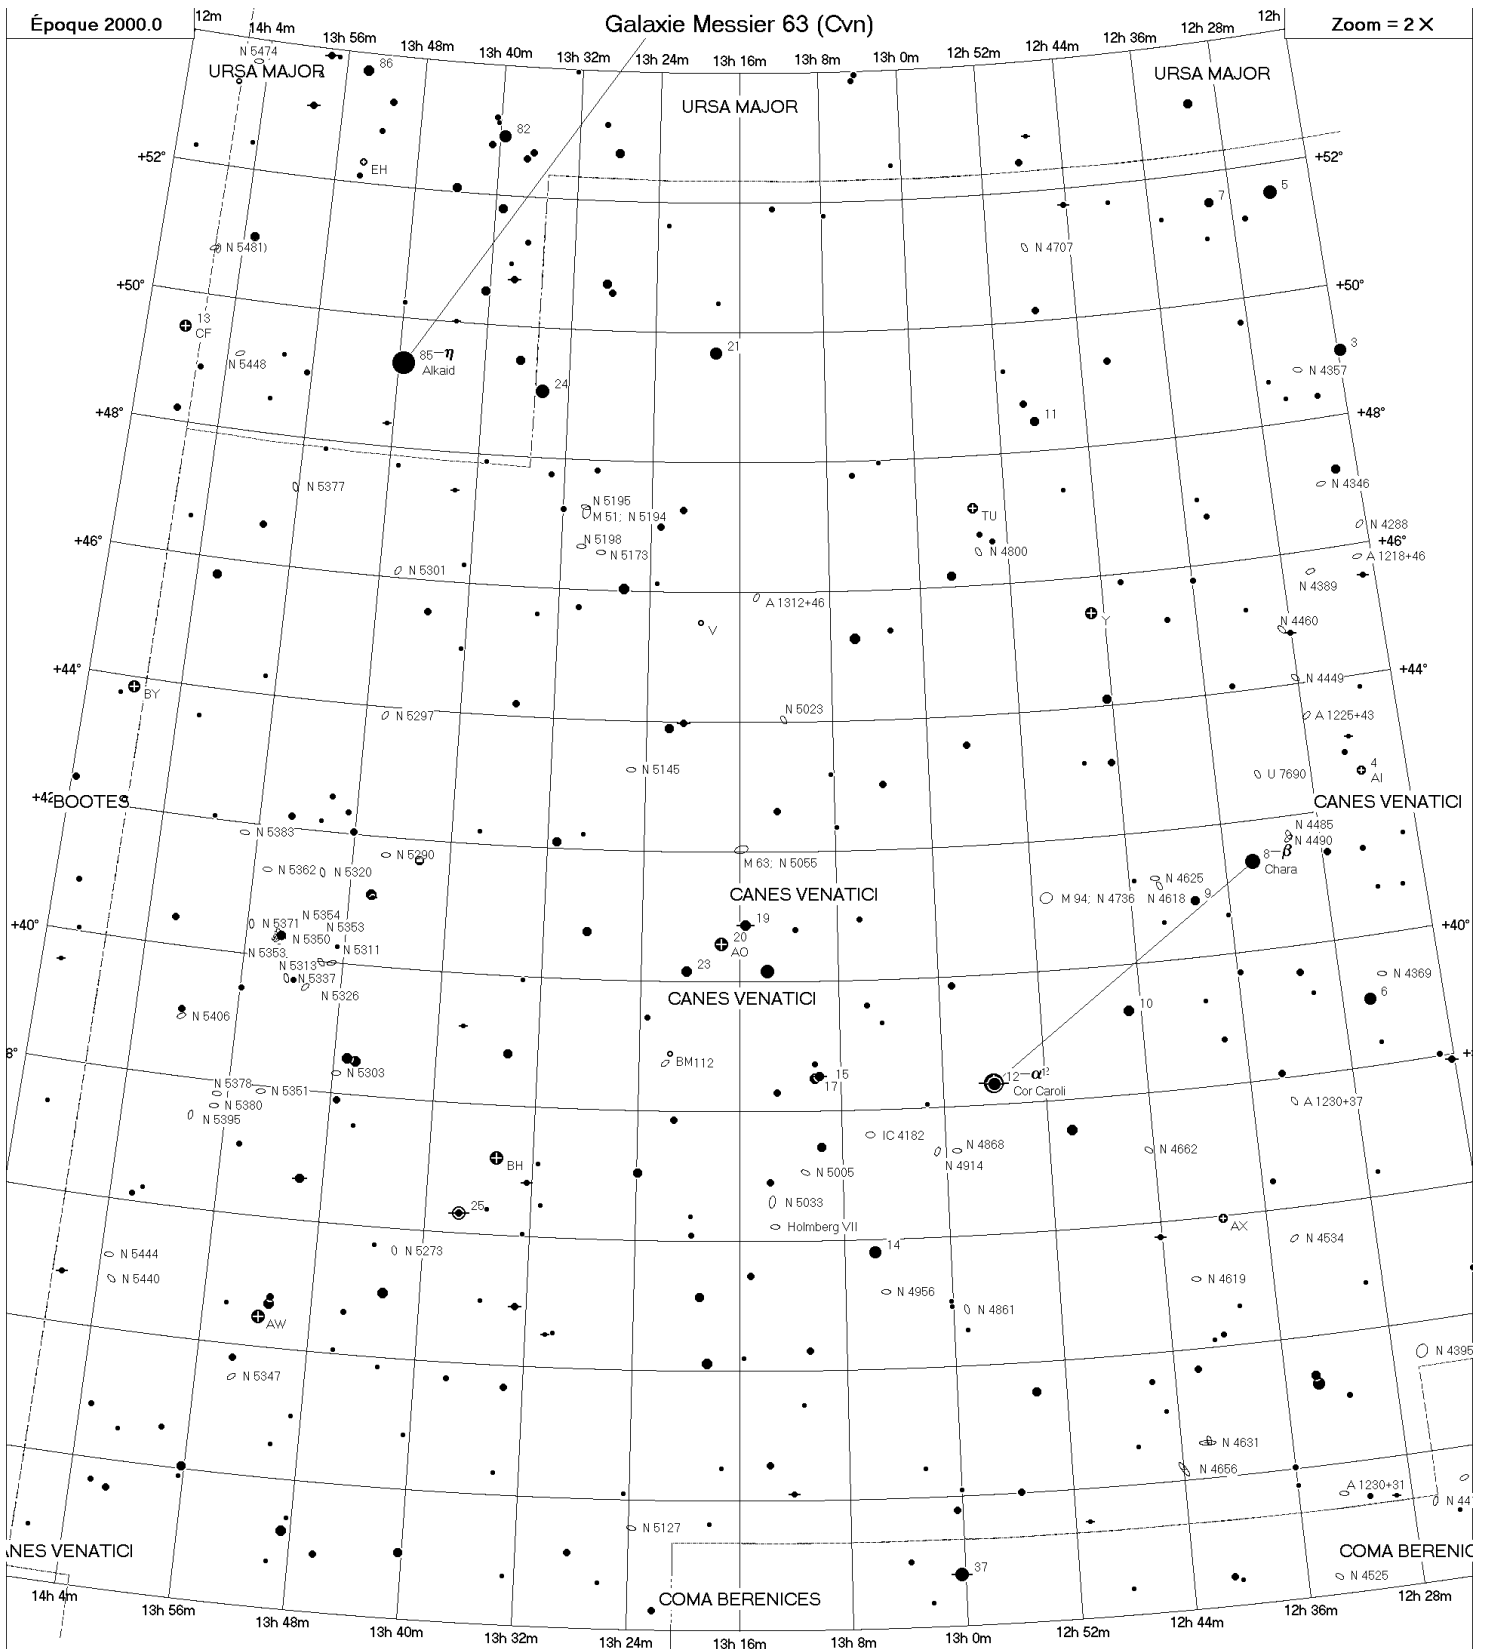 Époque 2000.0
Galaxie Messier 63 (Cvn)
Zoom = 2 X
12m
14h 4m
13h 56m
13h 48m
13h 40m
13h 32m
13h 24m
13h 16m
13h 8m
13h 0m
12h 52m
12h 44m
12h 36m
12h 28m
12h
N 5474
URSA MAJOR
86
URSA MAJOR
URSA MAJOR
82
+52°
EH
+52°
5
7
N 5481)
N 4707
+50°
+50°
13
CF
N 5448
85 η
Alkaid
21
3
N 4357
24
+48°
11
+48°
N 5377
N 5195
M 51; N 5194
N 4346
TU
N 5198
N 5173
N 4800
N 4288
+46°
+46°
A 1218+46
N 5301
N 4389
A 1312+46
V
Y
N 4460
+44°
+44°
BY
N 4449
N 5297
N 5023
A 1225+43
N 5145
4
AI
U 7690
+42
BOOTES
CANES VENATICI
N 5383
N 4485
N 4490
N 5290
8 β
Chara
M 63; N 5055
N 5362
N 5320
N 4625
CANES VENATICI
M 94; N 4736
N 4618
9
N 5354
N 5371
N 5353
19
+40°
+40°
N 5350
20
AO
N 5311
N 5353
N 5313
23
N 5337
N 4369
N 5326
CANES VENATICI
6
10
N 5406
8°
BM112
N 5303
15
17
12 α
Cor Caroli
N 5378
N 5351
N 5380
N 5395
A 1230+37
IC 4182
N 4868
N 4914
N 4662
BH
N 5005
N 5033
25
Holmberg VII
AX
N 4534
14
N 5444
N 5273
N 5440
N 4619
N 4956
N 4861
AW
N 4395
N 5347
N 4631
N 4656
A 1230+31
N 44
N 5127
ANES VENATICI
COMA BERENIC
37
N 4525
COMA BERENICES
14h 4m
13h 56m
13h 48m
13h 40m
13h 32m
13h 24m
13h 16m
13h 8m
13h 0m
12h 52m
12h 44m
12h 36m
12h 28m